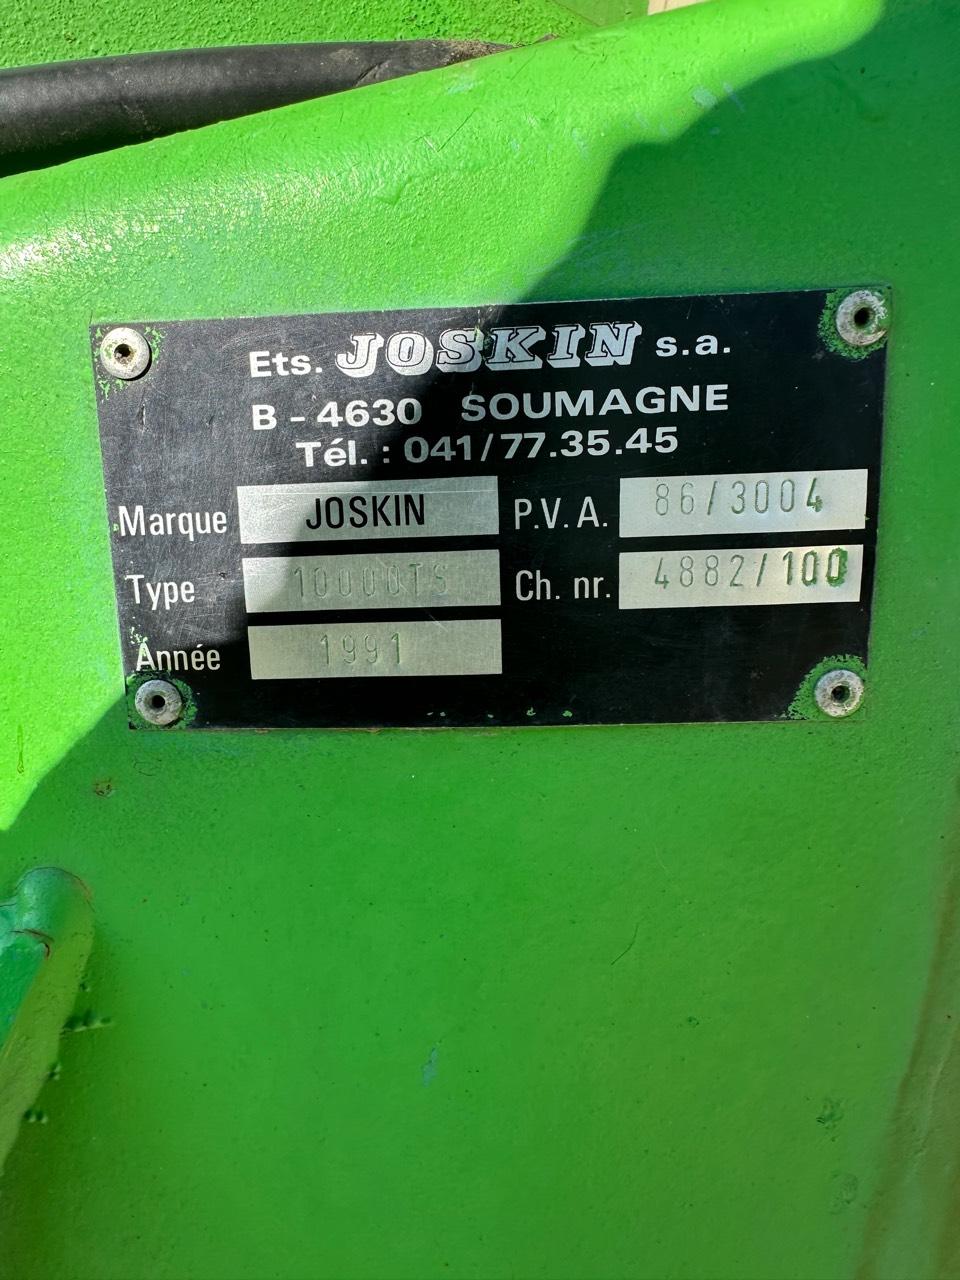 Ets. JOSKIN s.a.
B - 4630 SOUMAGNE
Tél. : 041/77.35.45
Marque JOSKIN P.V.A. 86/3004
Type 10000TS Ch. nr. 4882/100
Année 1991